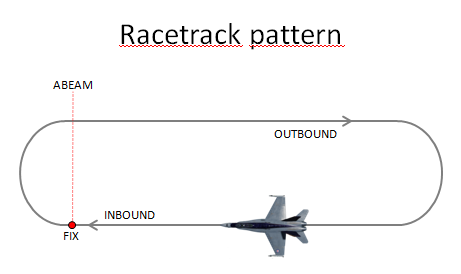 Racetrack pattern
ABEAM
OUTBOUND
INBOUND
FIX